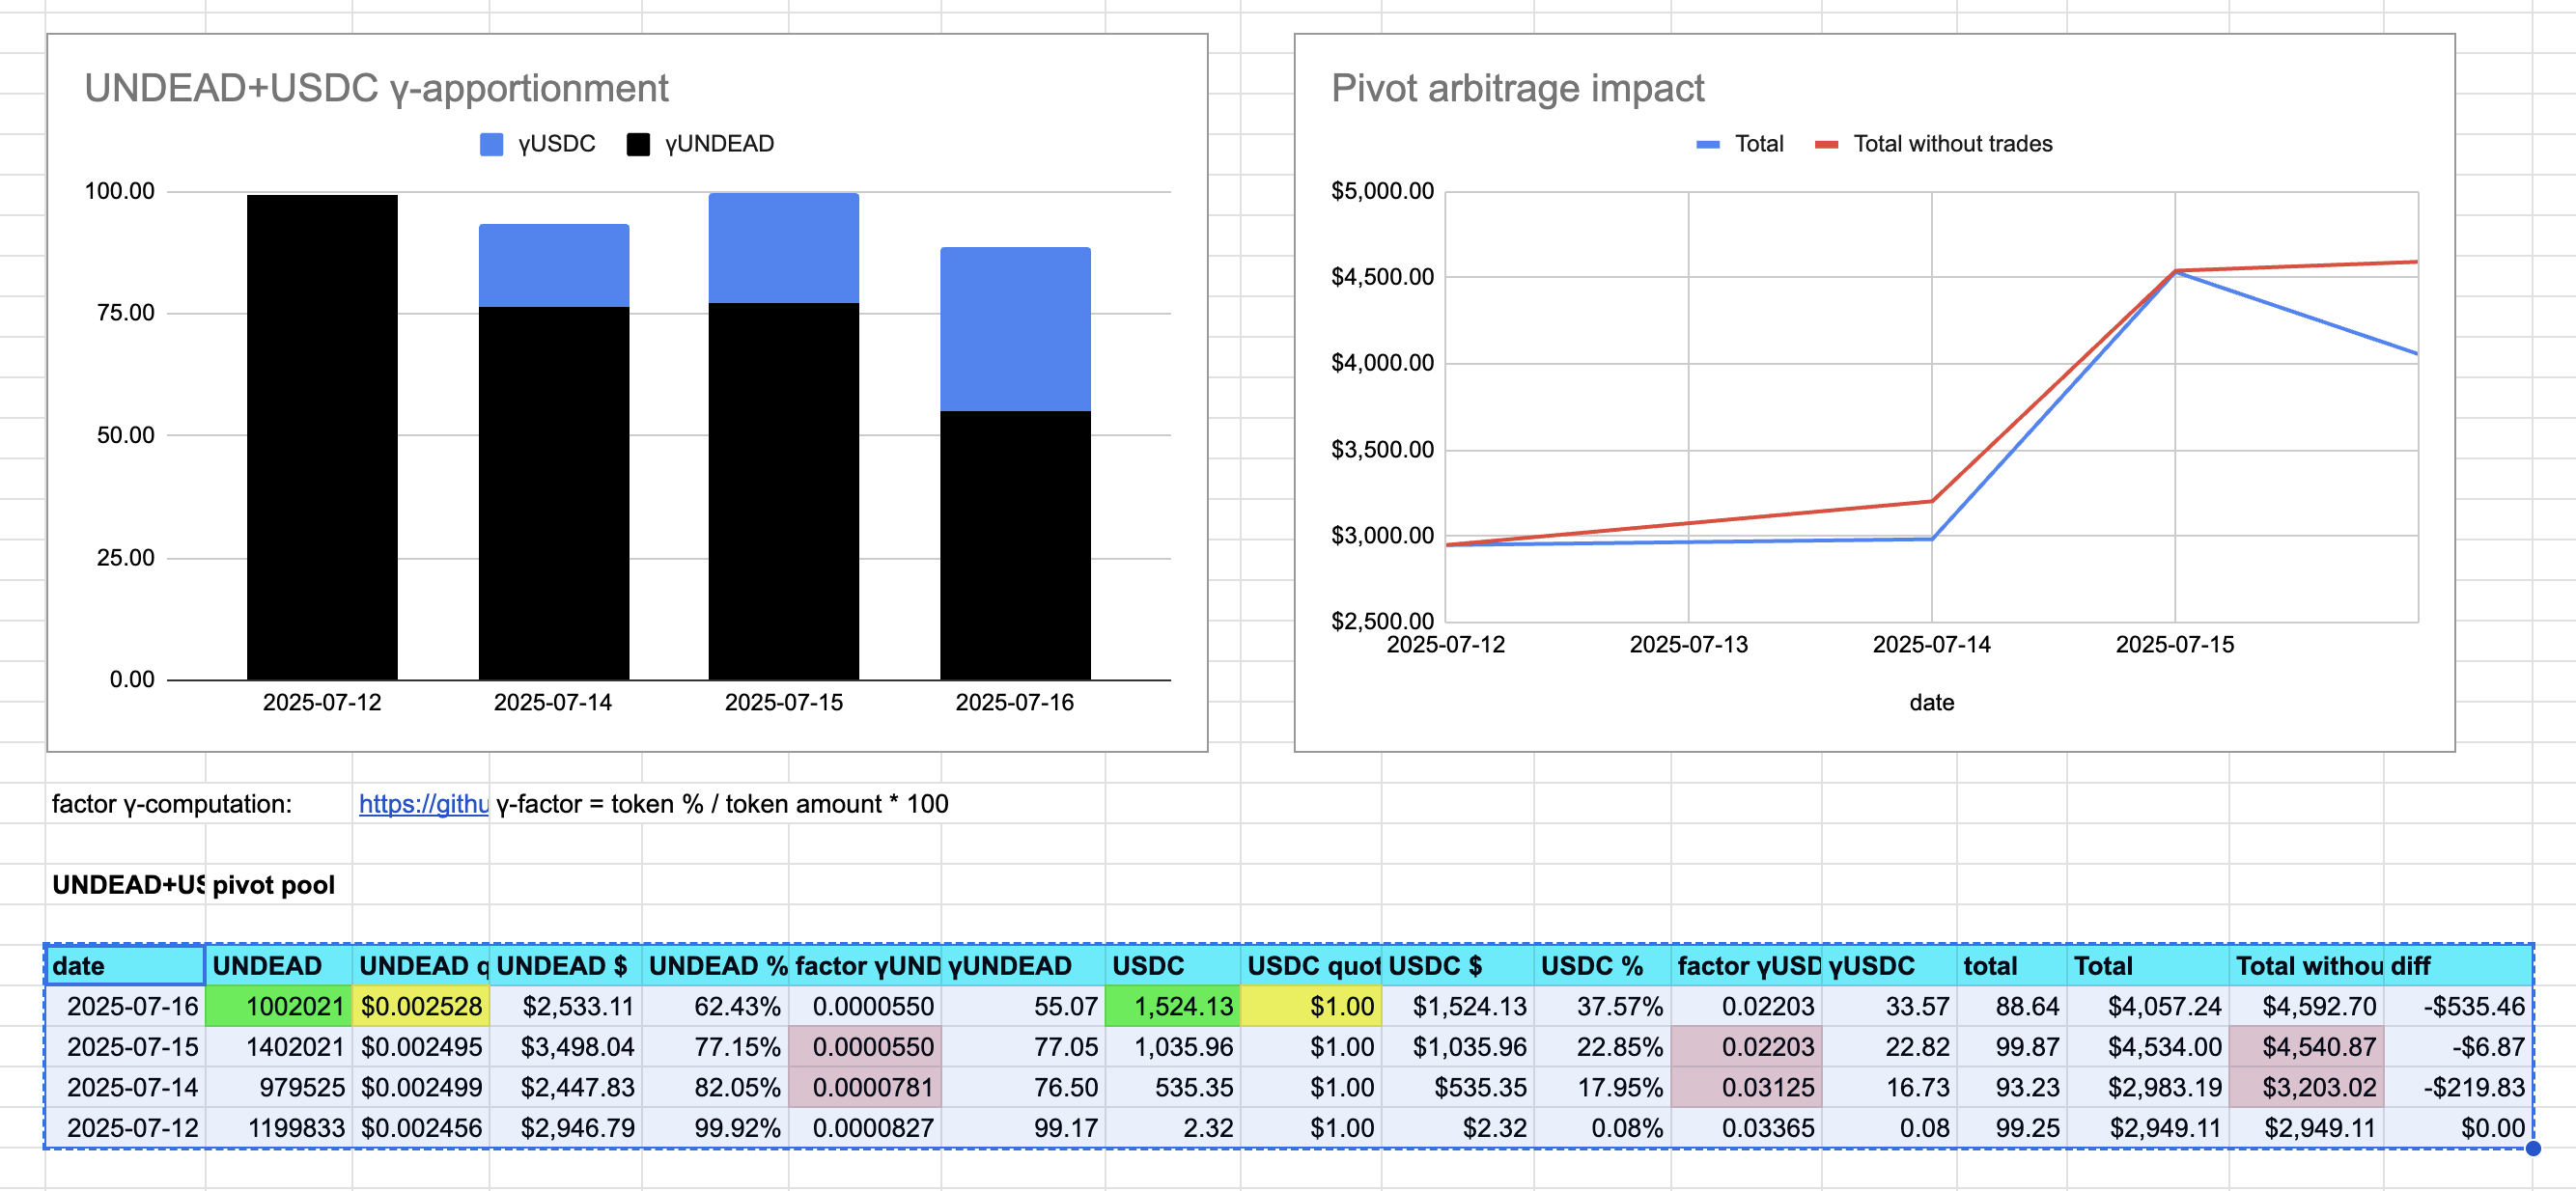 UNDEAD+USDC γ-apportionment
γUSDC γUNDEAD
100.00
75.00
50.00
25.00
0.00
2025-07-12 2025-07-14 2025-07-15 2025-07-16
Pivot arbitrage impact
Total Total without trades
$5,000.00
$4,500.00
$4,000.00
$3,500.00
$3,000.00
$2,500.00
2025-07-12 2025-07-13 2025-07-14 2025-07-15
date
factor γ-computation: https://githu γ-factor = token % / token amount * 100
UNDEAD+US pivot pool
date UNDEAD UNDEAD q UNDEAD $ UNDEAD % factor γUND γUNDEAD USDC USDC quot USDC $ USDC % factor γUSD γUSDC total Total Total withou diff
2025-07-16 1002021 $0.002528 $2,533.11 62.43% 0.0000550 55.07 1,524.13 $1.00 $1,524.13 37.57% 0.02203 33.57 88.64 $4,057.24 $4,592.70 -$535.46
2025-07-15 1402021 $0.002495 $3,498.04 77.15% 0.0000550 77.05 1,035.96 $1.00 $1,035.96 22.85% 0.02203 22.82 99.87 $4,534.00 $4,540.87 -$6.87
2025-07-14 979525 $0.002499 $2,447.83 82.05% 0.0000781 76.50 535.35 $1.00 $535.35 17.95% 0.03125 16.73 93.23 $2,983.19 $3,203.02 -$219.83
2025-07-12 1199833 $0.002456 $2,946.79 99.92% 0.0000827 99.17 2.32 $1.00 $2.32 0.08% 0.03365 0.08 99.25 $2,949.11 $2,949.11 $0.00